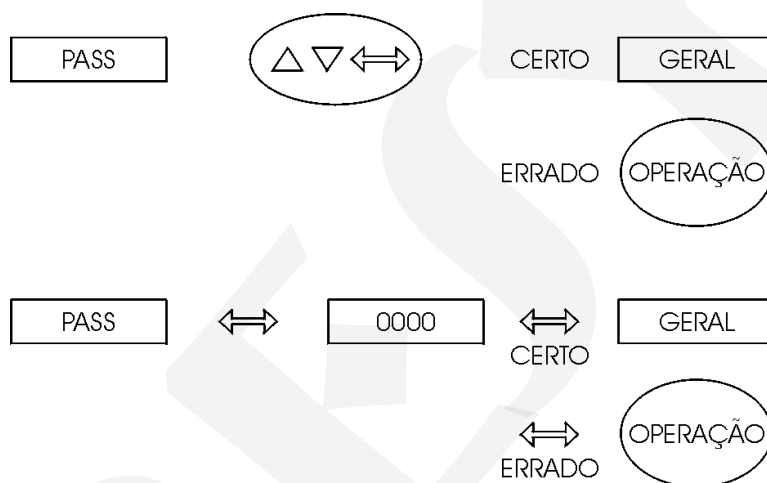 PASS CERTO GERAL
ERRADO OPERAÇÃO
PASS 0000 GERAL
CERTO
OPERAÇÃO
ERRADO